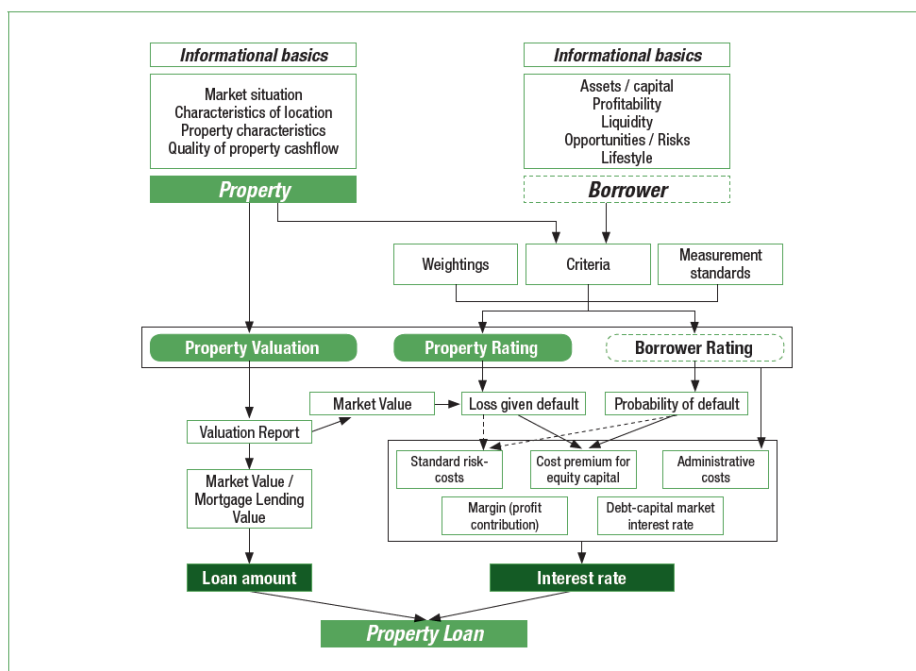 Informational basics
Market situation
Characteristics of location
Property characteristics
Quality of property cashflow
Property
Informational basics
Assets / capital
Profitability
Liquidity
Opportunities / Risks
Lifestyle
Borrower
Weightings
Criteria
Measurement
standards
Property Valuation
Property Rating
Borrower Rating
Market Value
Loss given default
Probability of default
Valuation Report
Standard risk-
costs
Cost premium for
equity capital
Administrative
costs
Market Value /
Mortgage Lending
Value
Margin (profit
contribution)
Debt-capital market
interest rate
Loan amount
Interest rate
Property Loan